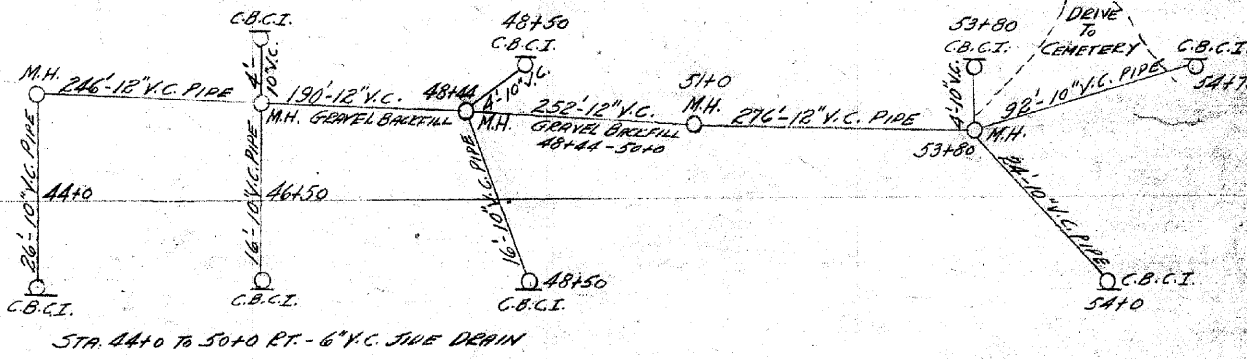 C.B.C.I.
4'-
10" V.C.
48+50
C.B.C.I.
4'-10"
53+80
C.B.C.I.
4'-10" V.C.
DRIVE
TO
CEMETERY
C.B.C.I.
54+7
M.H.
246'-12" V.C. PIPE
190'-12" V.C.
M.H. GRAVEL BACKFILL
48+44
M.H.
252'-12" V.C.
GRAVEL BACKFILL
48+44-50+0
51+0
M.H.
276'-12" V.C. PIPE
92'-10" V.C. PIPE
M.H.
53+80
26'-10" V.C. PIPE
44+0
16'-10" V.C. PIPE
46+50
16'-10" V.C. PIPE
48+50
24'-10" V.C. PIPE
C.B.C.I.
C.B.C.I.
C.B.C.I.
C.B.C.I.
54+0
STA. 44+0 TO 50+0 RT. - 6" V.C. SIDE DRAIN